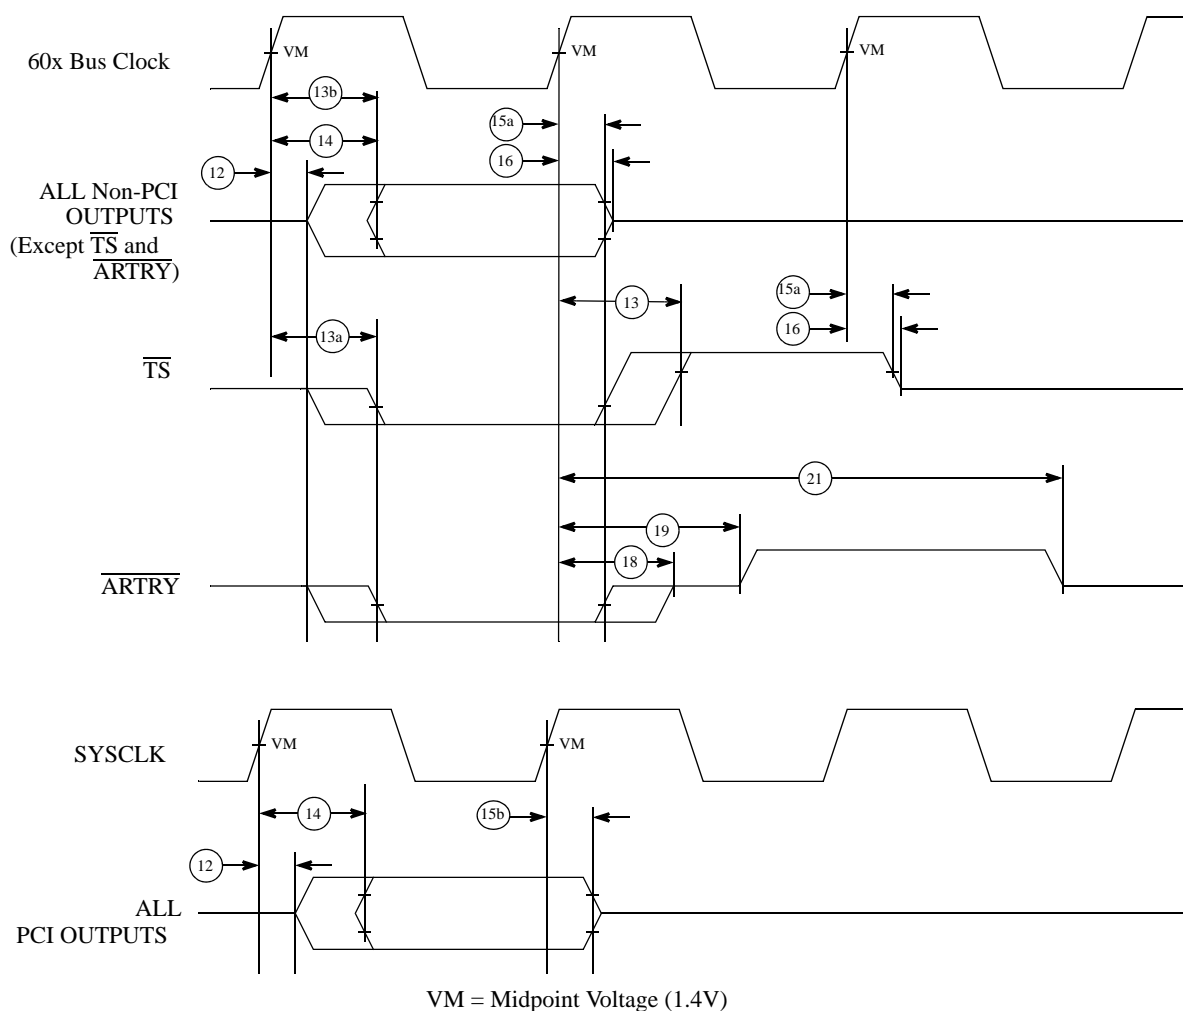 60x Bus Clock
VM
VM
VM
13b
15a
14
16
12
ALL Non-PCI
OUTPUTS
(Except TS and
ARTRY)
13
15a
13a
16
TS
21
19
18
ARTRY
SYSCLK
VM
VM
14
15b
12
ALL
PCI OUTPUTS
VM = Midpoint Voltage (1.4V)